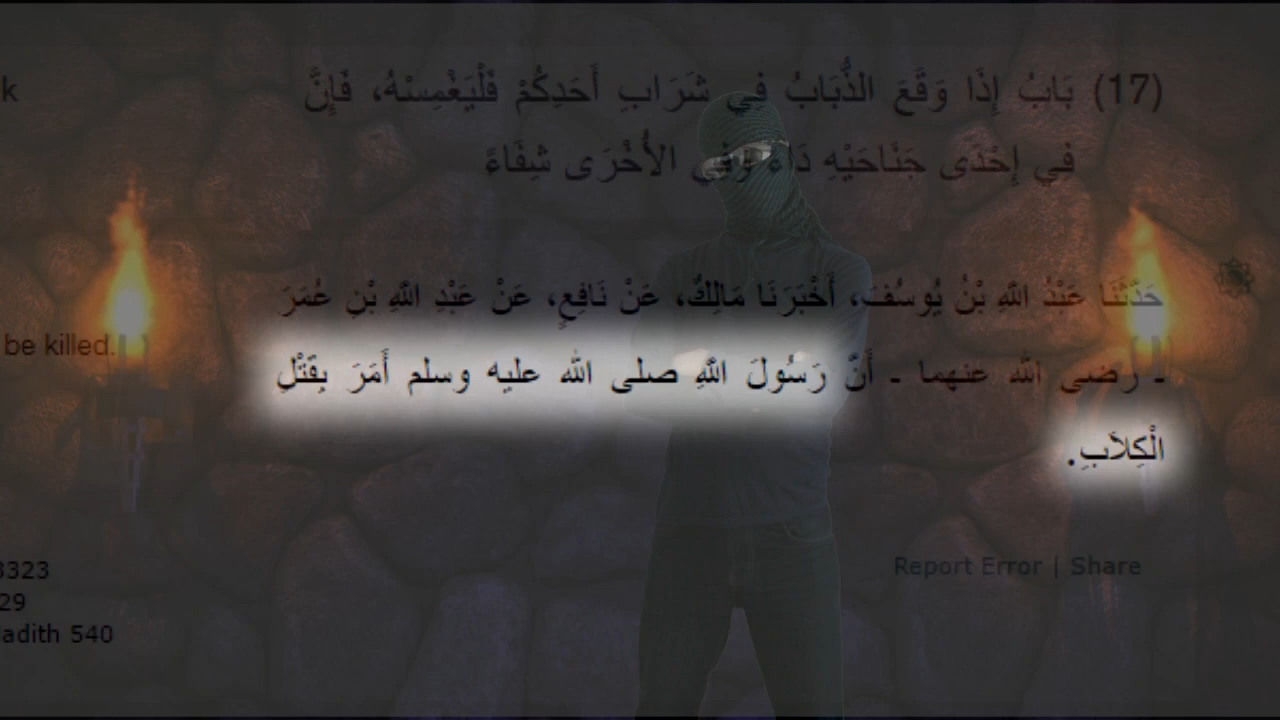 k
(17) بَابُ إِذَا وَقَعَ الذُّبَابُ فِي شَرَابِ أَحَدِكُمْ فَلْيَغْمِسْهُ، فَإِنَّ
فِي إِحْدَى جَنَاحَيْهِ دَاءً وَفِي الأُخْرَى شِفَاءً
حَدَّثَنَا عَبْدُ اللَّهِ بْنُ يُوسُفَ، أَخْبَرَنَا مَالِكٌ، عَنْ نَافِعٍ، عَنْ عَبْدِ اللَّهِ بْنِ عُمَرَ
be killed.
ـ رضى الله عنهما ـ أَنَّ رَسُولَ اللَّهِ صلى الله عليه وسلم أَمَرَ بِقَتْلِ
الْكِلاَبِ.
3323
Report Error | Share
29
Hadith 540